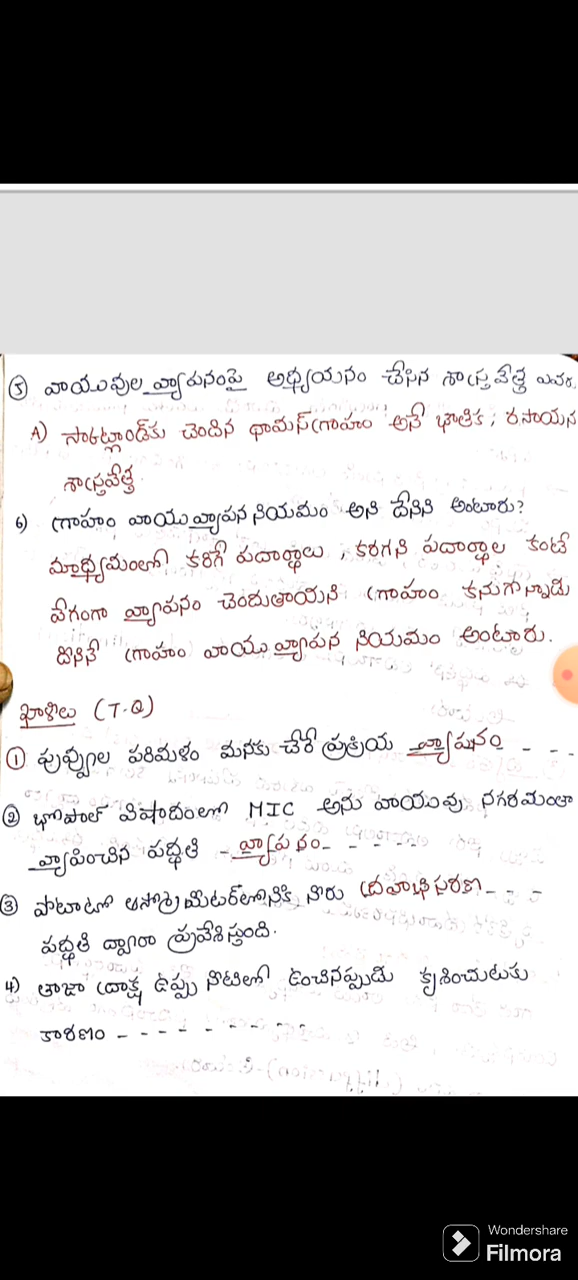 5) వాయువుల వ్యాపనంపై అధ్యయనం చేసిన శాస్త్రవేత్త ఎవరు
A) స్కాట్లాండ్‌కు చెందిన థామస్ గ్రాహం అనే భౌతిక, రసాయన
శాస్త్రవేత్త
6) గ్రాహం వాయు వ్యాపన నియమం అని దేనిని అంటారు?
మాధ్యమంలో కరిగే పదార్థాలు, కరగని పదార్థాల కంటే
వేగంగా వ్యాపనం చెందుతాయని గ్రాహం కనుగొన్నాడు
దీనినే గ్రాహం వాయు వ్యాపన నియమం అంటారు.
ఖాళీలు (T.Q)
① పువ్వుల పరిమళం మనకు చేరే ప్రక్రియ వ్యాపనం - - -
② భోపాల్ విషాదంలో MIC అను వాయువు నగరమంతా
వ్యాపించిన పద్ధతి - వ్యాపనం- - - - - -
③ పొటాటో ఆస్మోమీటర్‌లోనికి నీరు ద్రవాభిసరణ - - -
పద్ధతి ద్వారా ప్రవేశిస్తుంది.
4) తాజా ద్రాక్ష ఉప్పు నీటిలో ఉంచినప్పుడు కృశించుటకు
కారణం - - - - - - - - -
Wondershare
Filmora